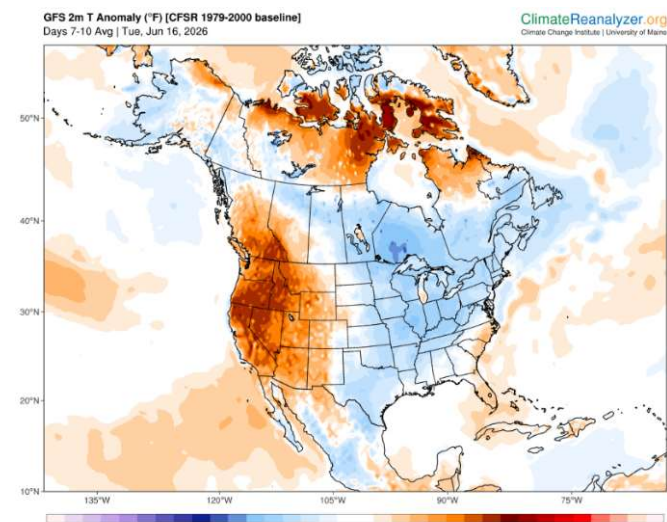 GFS 2m T Anomaly (°F) [CFSR 1979-2000 baseline]
ClimateReanalyzer.org
Days 7-10 Avg | Tue, Jun 16, 2026
Climate Change Institute | University of Maine
50°N
40°N
30°N
20°N
10°N
135°W
120°W
105°W
90°W
75°W